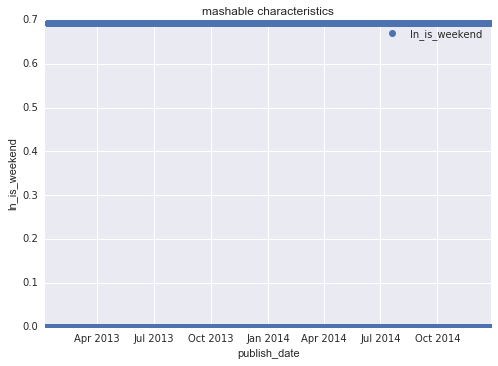 mashable characteristics
0.7
0.6
0.5
0.4
0.3
0.2
0.1
0.0
ln_is_weekend
ln_is_weekend
Apr 2013 Jul 2013 Oct 2013 Jan 2014 Apr 2014 Jul 2014 Oct 2014
publish_date